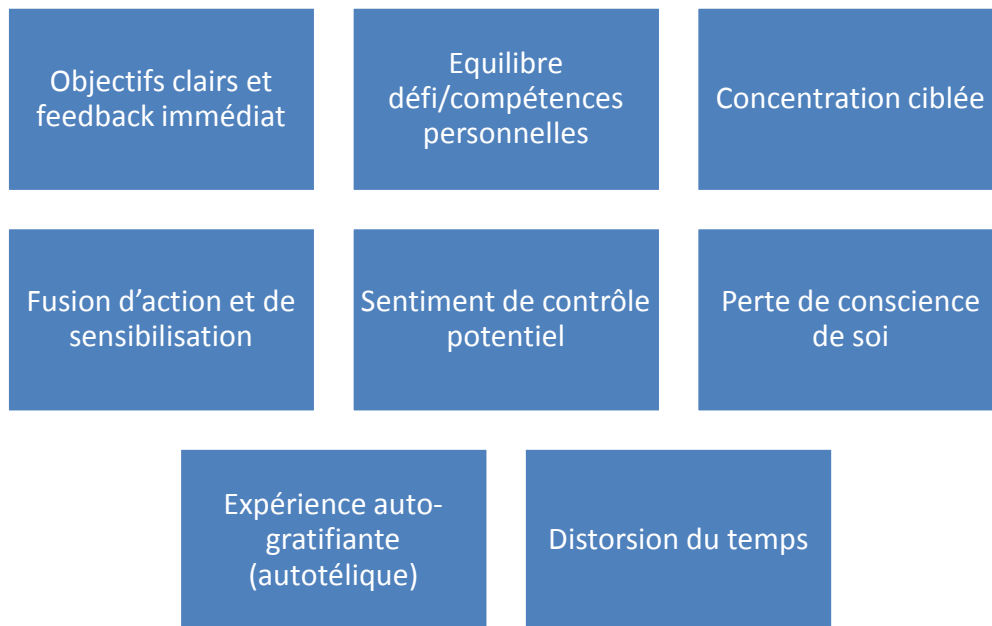 Objectifs clairs et
feedback immédiat
Equilibre
défi/compétences
personnelles
Concentration ciblée
Fusion d’action et de
sensibilisation
Sentiment de contrôle
potentiel
Perte de conscience
de soi
Expérience auto-
gratifiante
(autotélique)
Distorsion du temps